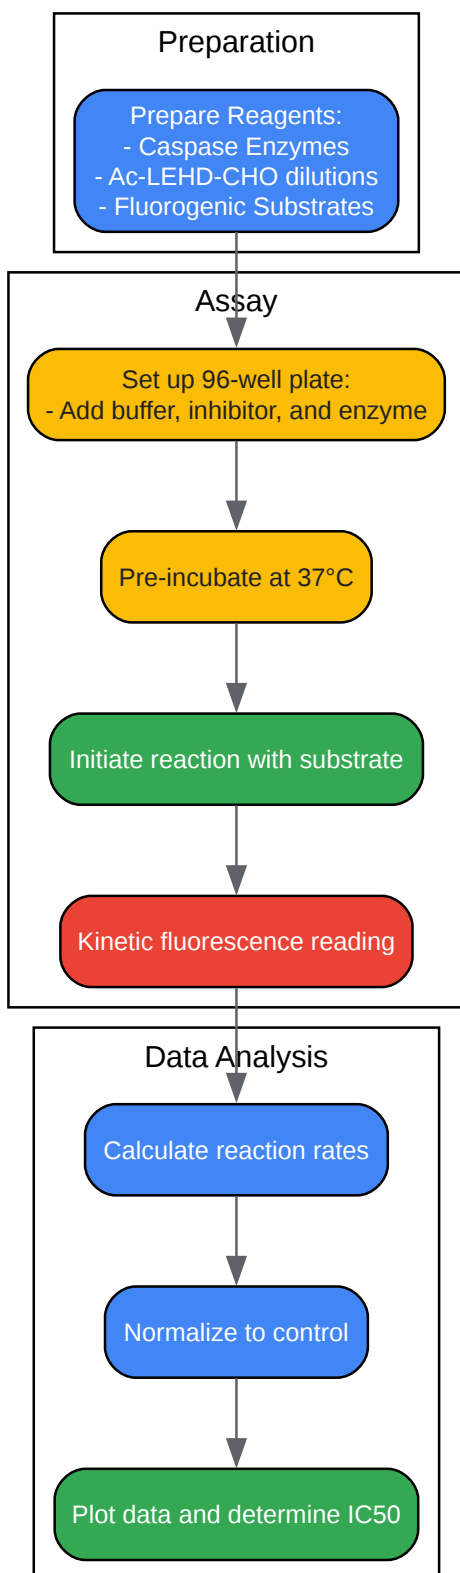 Preparation
Prepare Reagents:
- Caspase Enzymes
- Ac-LEHD-CHO dilutions
- Fluorogenic Substrates
Assay
Set up 96-well plate:
- Add buffer, inhibitor, and enzyme
Pre-incubate at 37°C
Initiate reaction with substrate
Kinetic fluorescence reading
Data Analysis
Calculate reaction rates
Normalize to control
Plot data and determine IC50